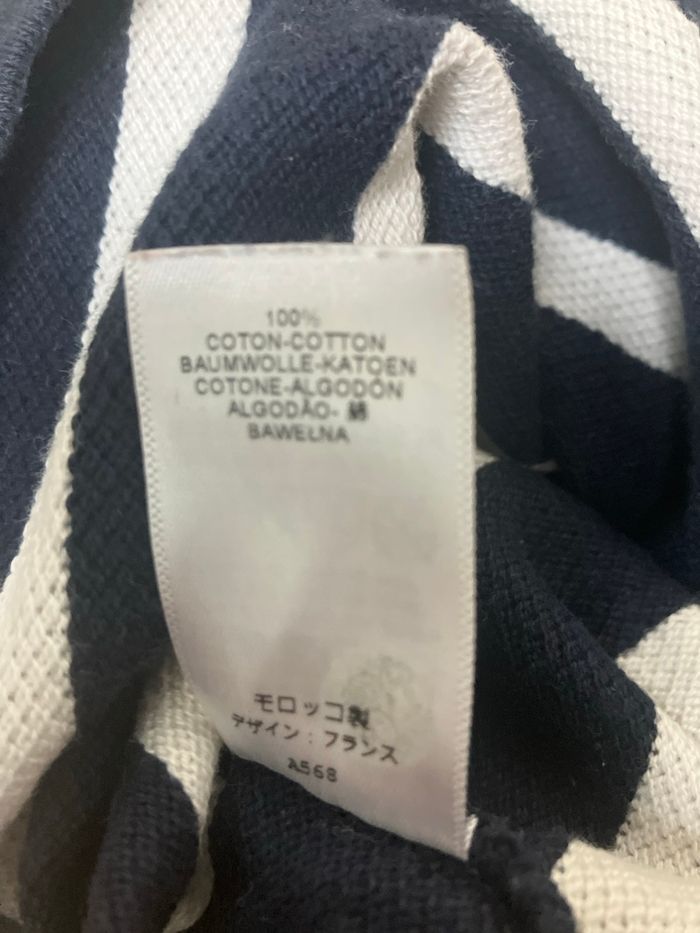 100%
COTON-COTTON
BAUMWOLLE-KATOEN
COTONE-ALGODÓN
ALGODÃO- 綿
BAWEŁNA
モロッコ製
デザイン：フランス
A568